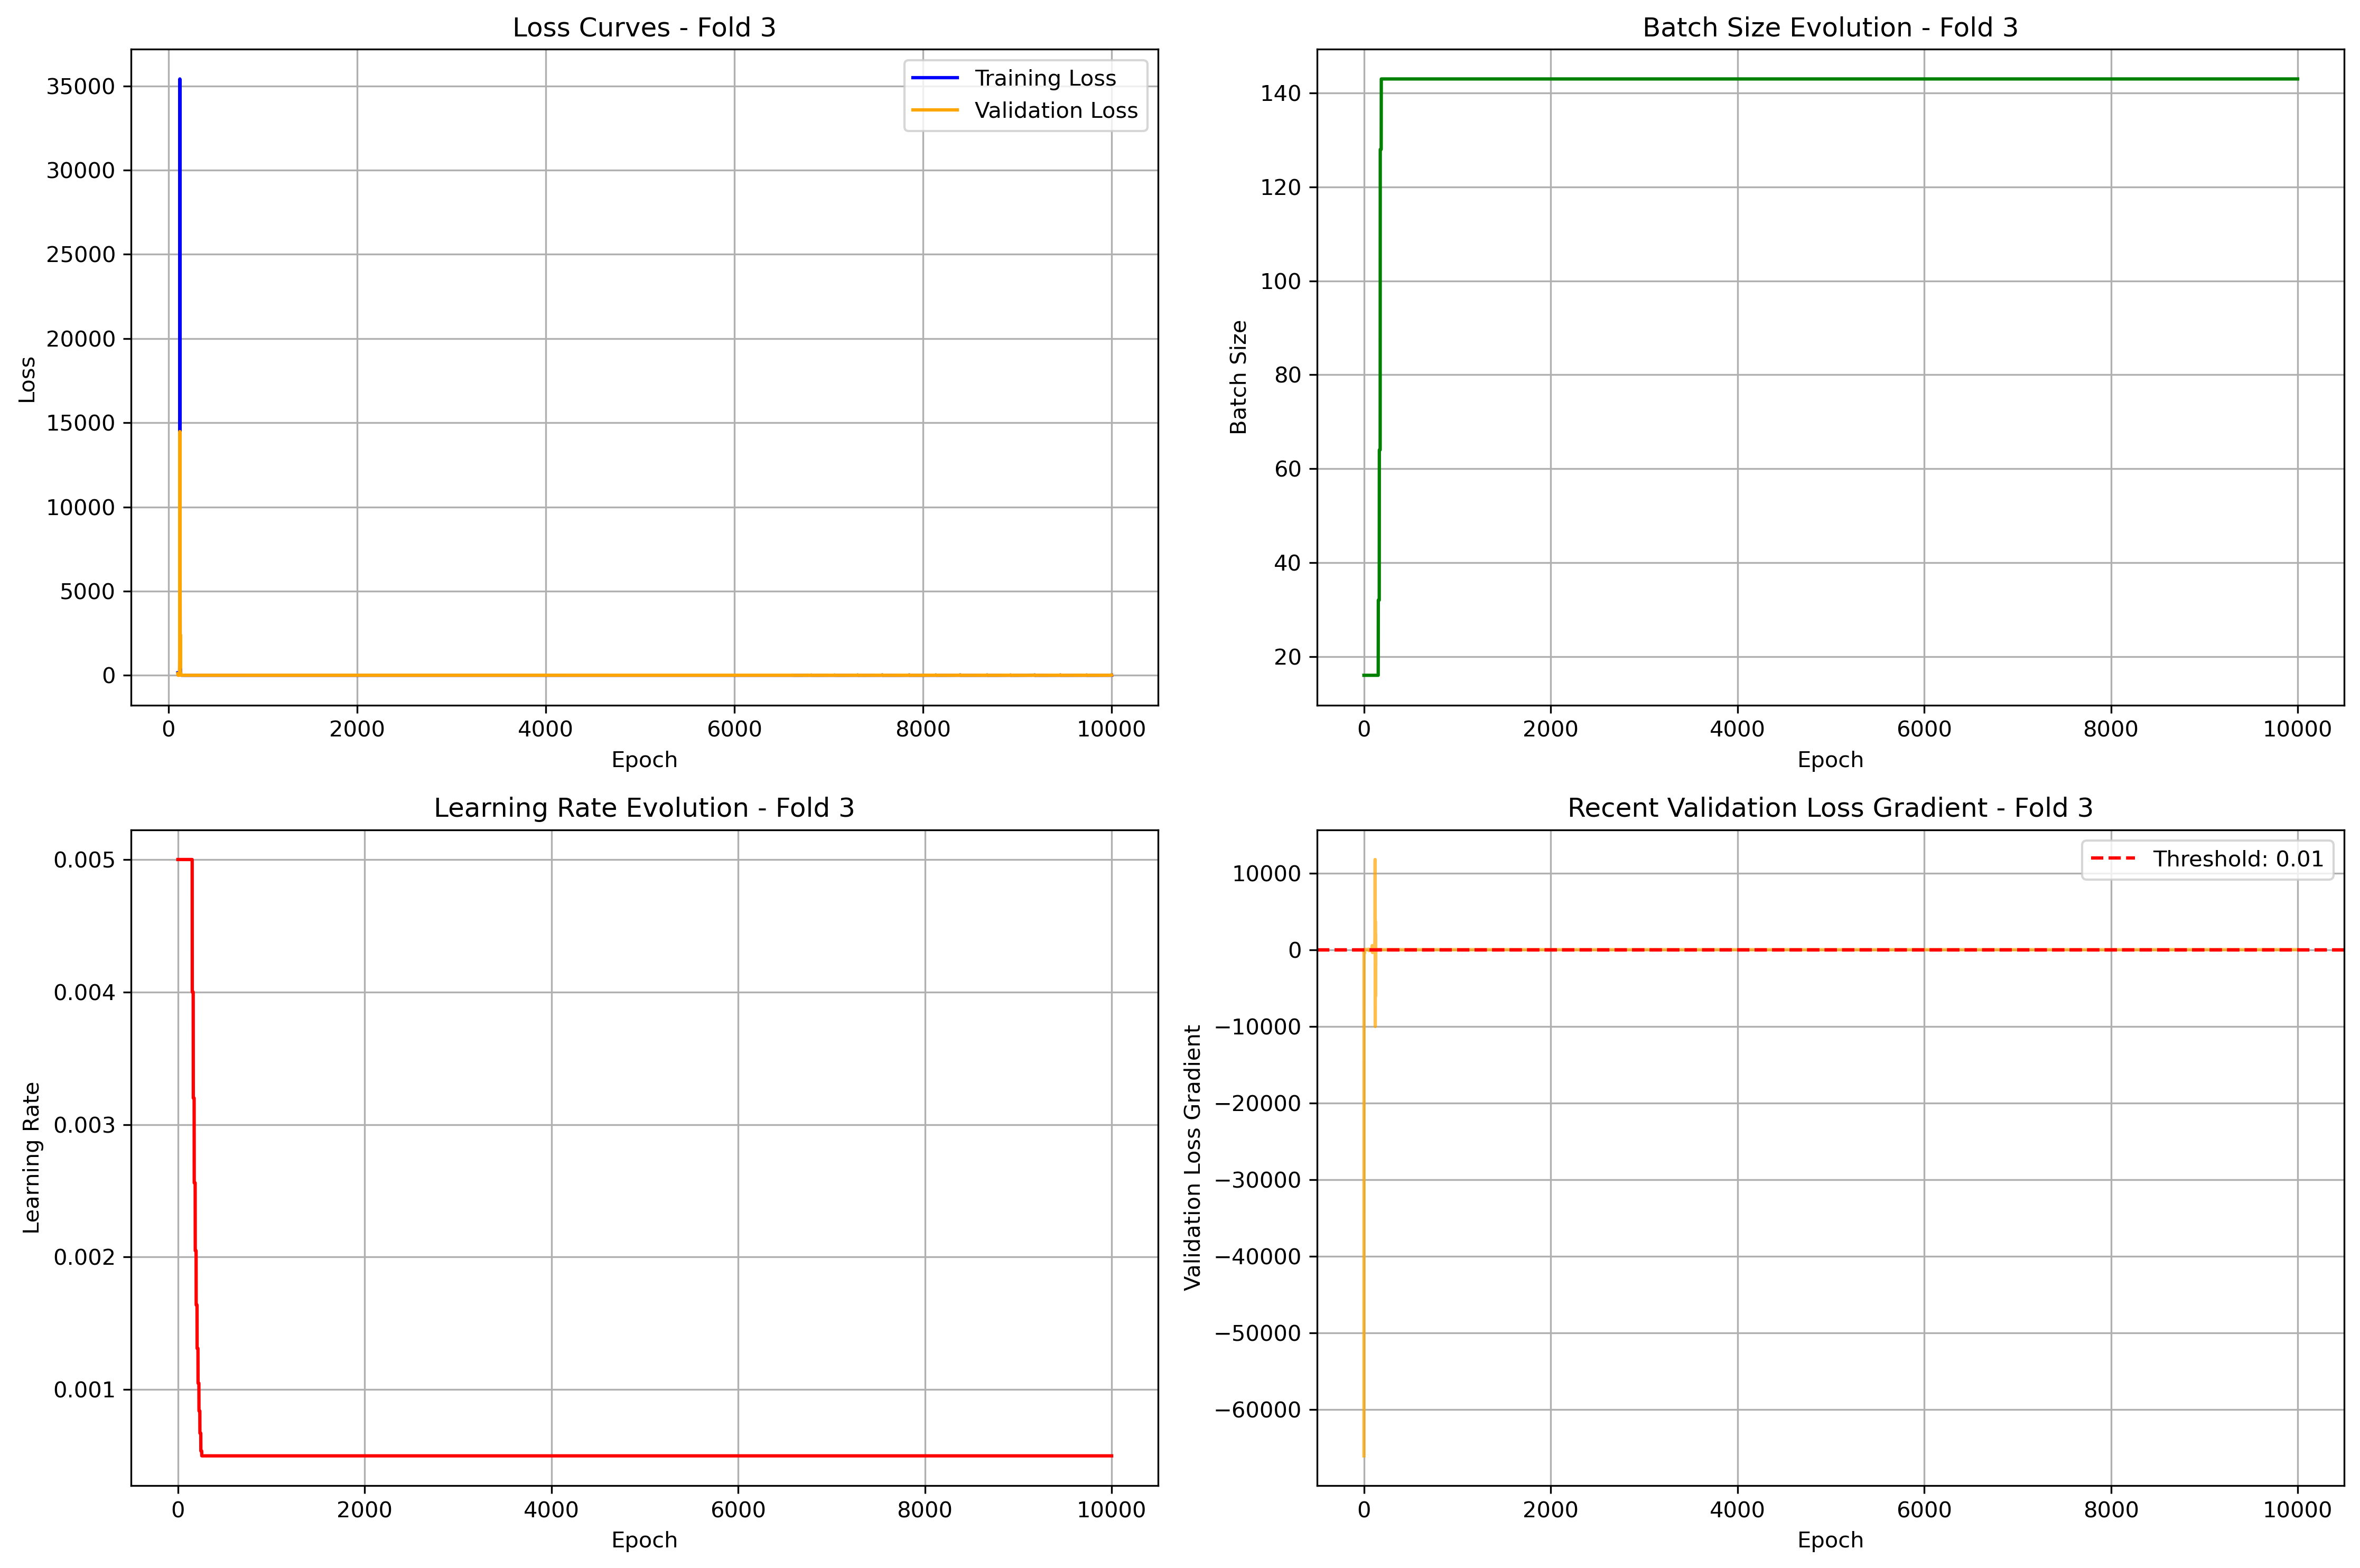 Loss Curves - Fold 3
35000
30000
25000
20000
15000
10000
5000
0
Loss
Training Loss
Validation Loss
0 2000 4000 6000 8000 10000
Epoch
Batch Size Evolution - Fold 3
140
120
100
80
60
40
20
Batch Size
0 2000 4000 6000 8000 10000
Epoch
Learning Rate Evolution - Fold 3
0.005
0.004
0.003
0.002
0.001
Learning Rate
0 2000 4000 6000 8000 10000
Epoch
Recent Validation Loss Gradient - Fold 3
Threshold: 0.01
10000
0
−10000
−20000
−30000
−40000
−50000
−60000
Validation Loss Gradient
0 2000 4000 6000 8000 10000
Epoch